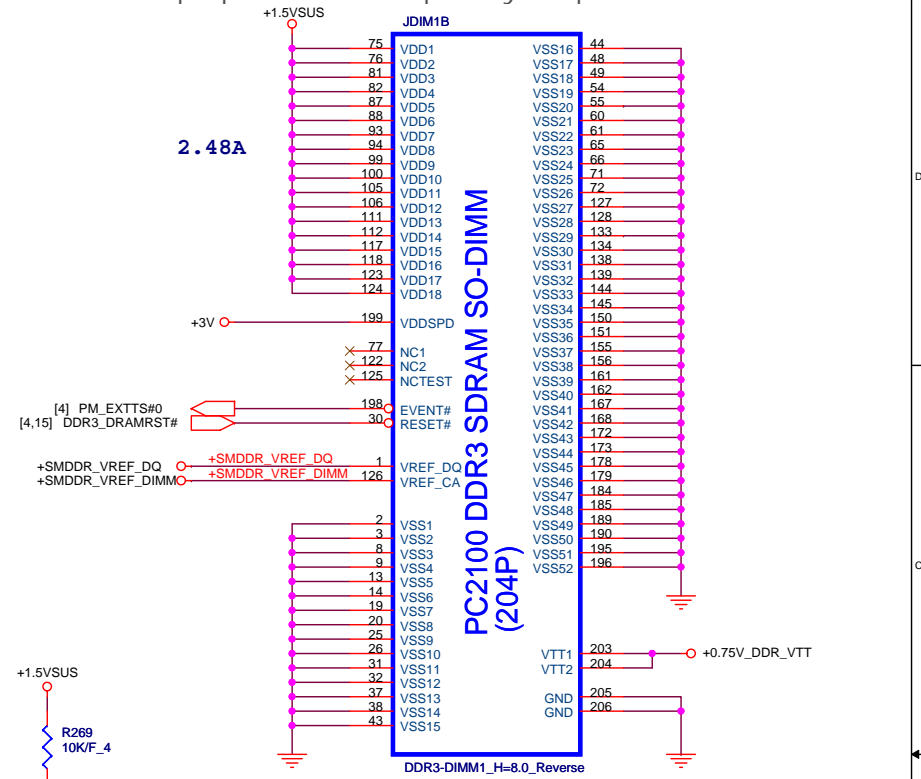 +1.5VSUS
JDIM1B
75 VDD1
76 VDD2
81 VDD3
82 VDD4
87 VDD5
88 VDD6
93 VDD7
94 VDD8
99 VDD9
100 VDD10
105 VDD11
106 VDD12
111 VDD13
112 VDD14
117 VDD15
118 VDD16
123 VDD17
124 VDD18
2.48A
+3V 199 VDDSPD
77 NC1
122 NC2
125 NCTEST
[4] PM_EXTTS#0 198 EVENT#
[4,15] DDR3_DRAMRST# 30 RESET#
+SMDDR_VREF_DQ +SMDDR_VREF_DQ 1 VREF_DQ
+SMDDR_VREF_DIMM +SMDDR_VREF_DIMM 126 VREF_CA
2 VSS1
3 VSS2
8 VSS3
9 VSS4
13 VSS5
14 VSS6
19 VSS7
20 VSS8
25 VSS9
26 VSS10
31 VSS11
32 VSS12
37 VSS13
38 VSS14
43 VSS15
PC2100 DDR3 SDRAM SO-DIMM
(204P)
VSS16 44
VSS17 48
VSS18 49
VSS19 54
VSS20 55
VSS21 60
VSS22 61
VSS23 65
VSS24 66
VSS25 71
VSS26 72
VSS27 127
VSS28 128
VSS29 133
VSS30 134
VSS31 138
VSS32 139
VSS33 144
VSS34 145
VSS35 150
VSS36 151
VSS37 155
VSS38 156
VSS39 161
VSS40 162
VSS41 167
VSS42 168
VSS43 172
VSS44 173
VSS45 178
VSS46 179
VSS47 184
VSS48 185
VSS49 189
VSS50 190
VSS51 195
VSS52 196
VTT1 203
VTT2 204
+0.75V_DDR_VTT
GND 205
GND 206
DDR3-DIMM1_H=8.0_Reverse
+1.5VSUS
R269
10K/F_4
D
C